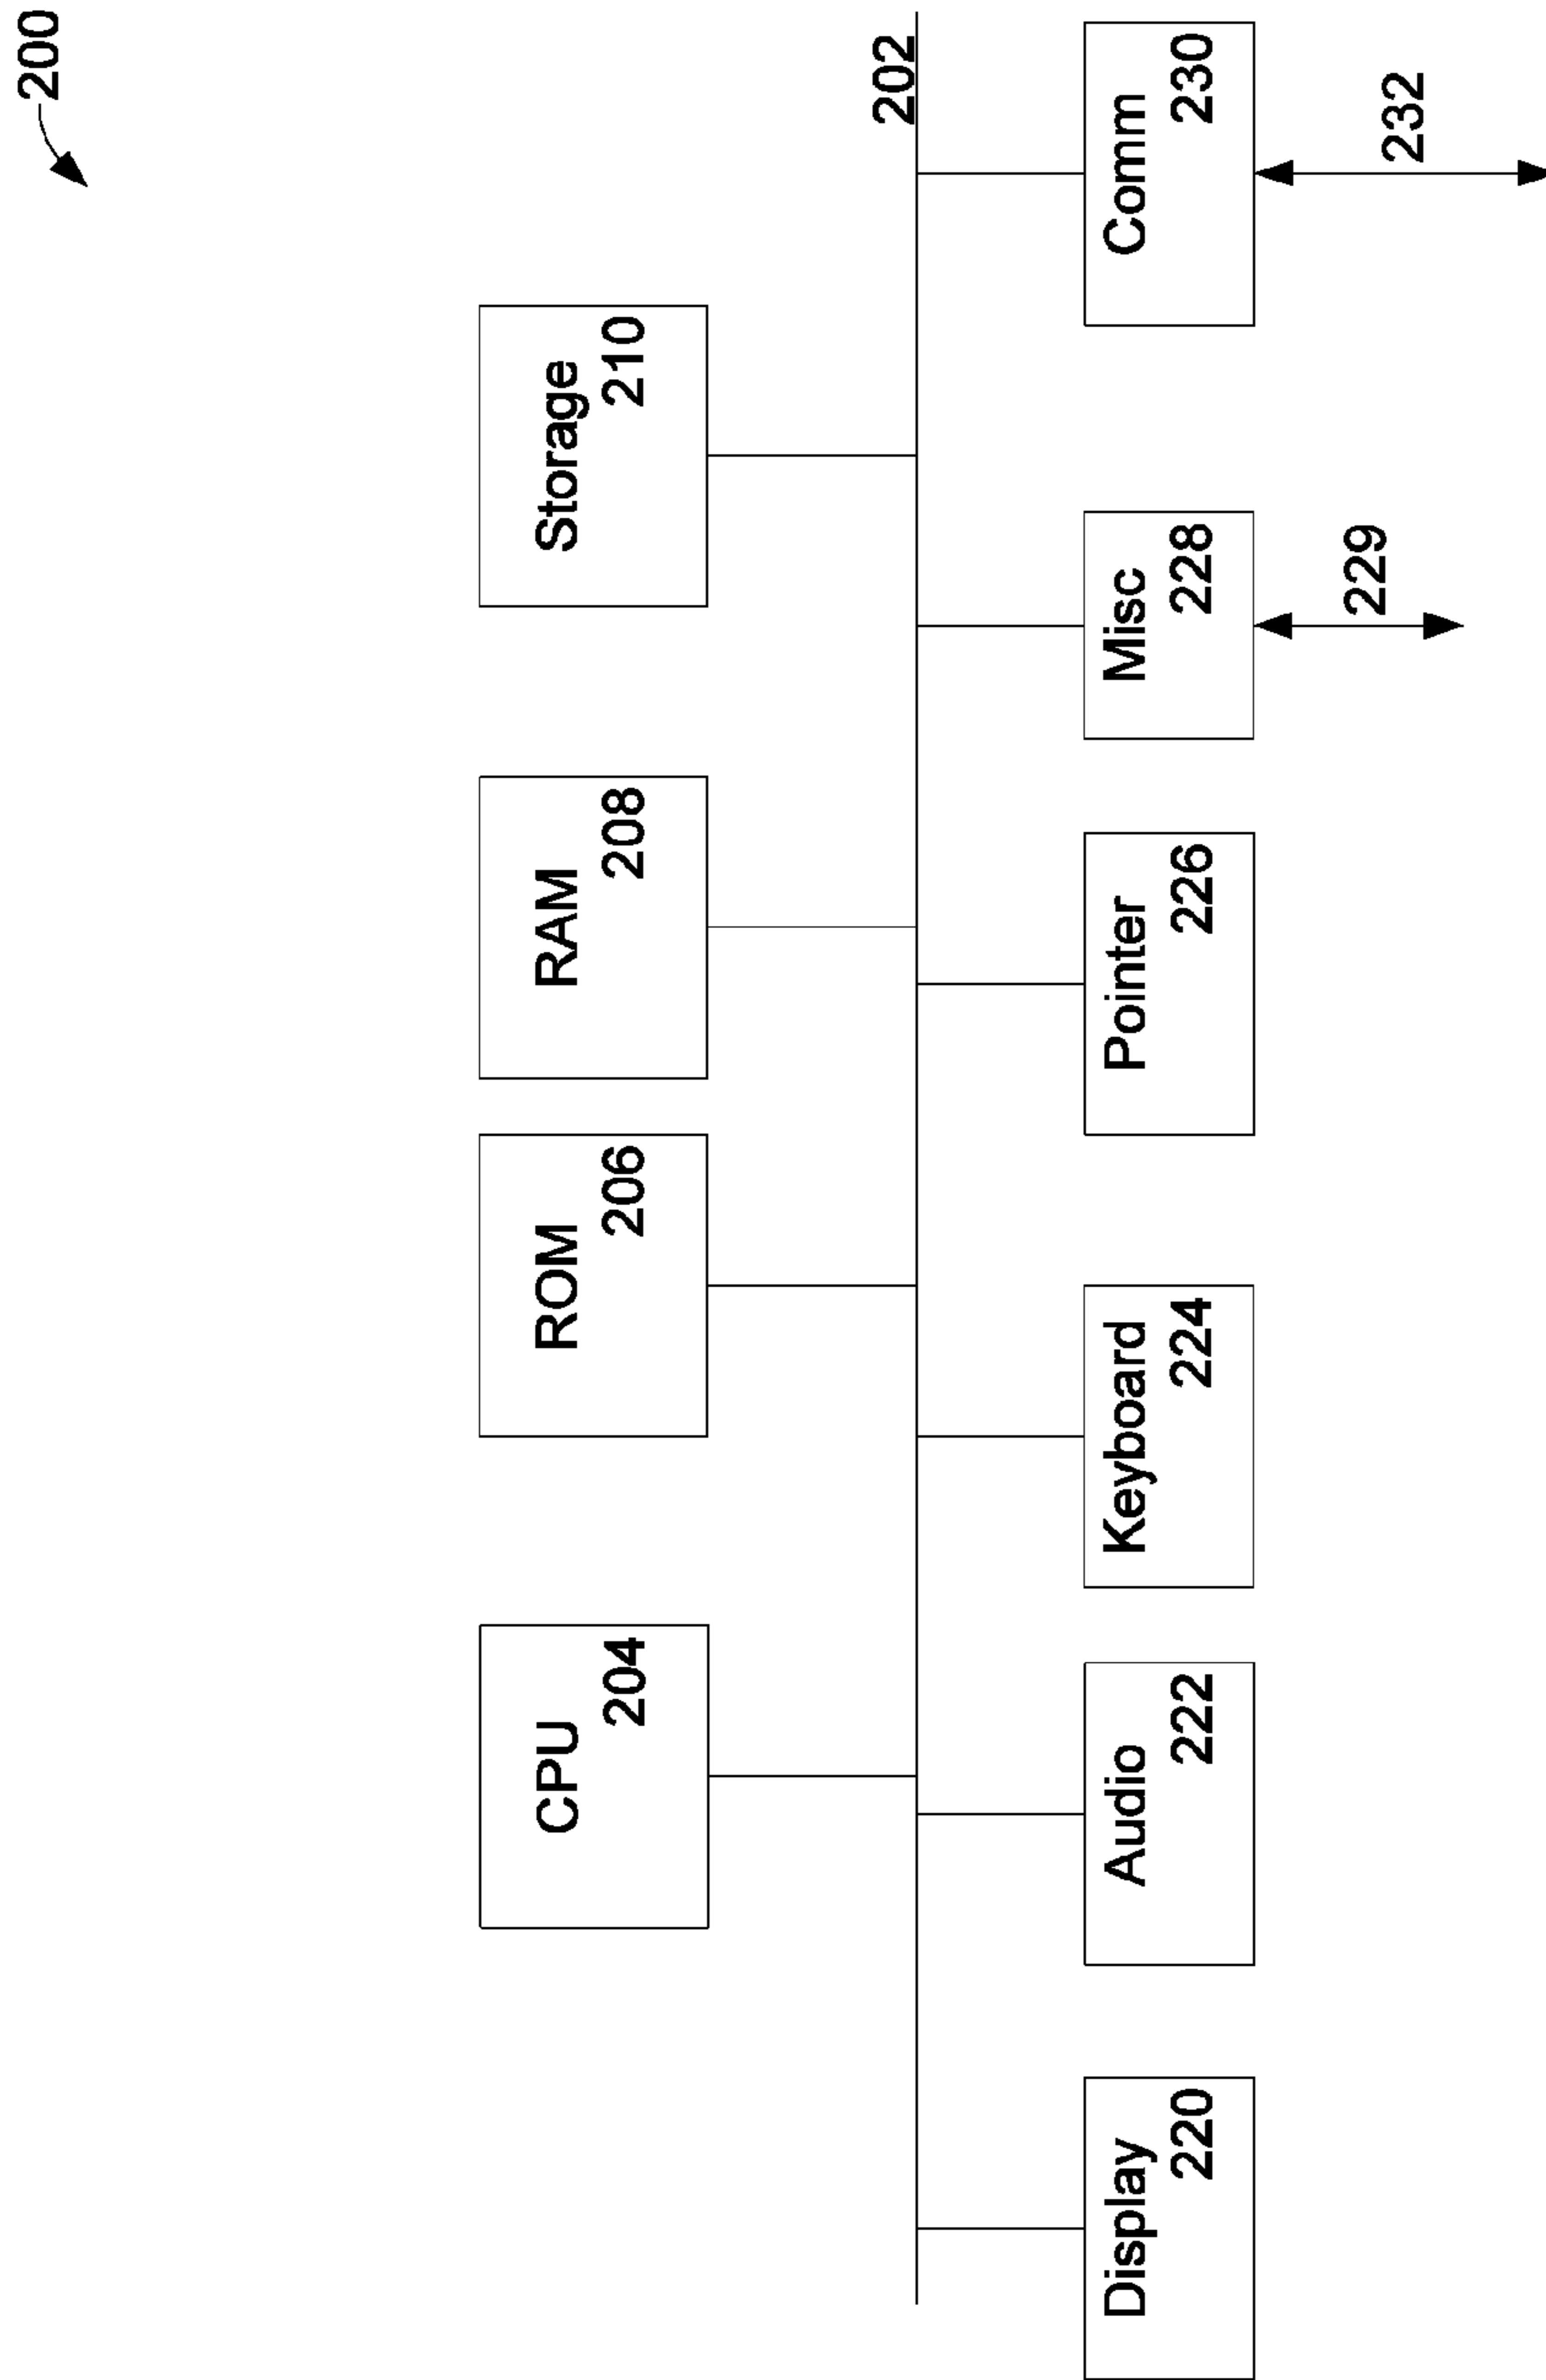 200
CPU
204
ROM
206
RAM
208
Storage
210
202
Display
220
Audio
222
Keyboard
224
Pointer
226
Misc
228
Comm
230
229
232